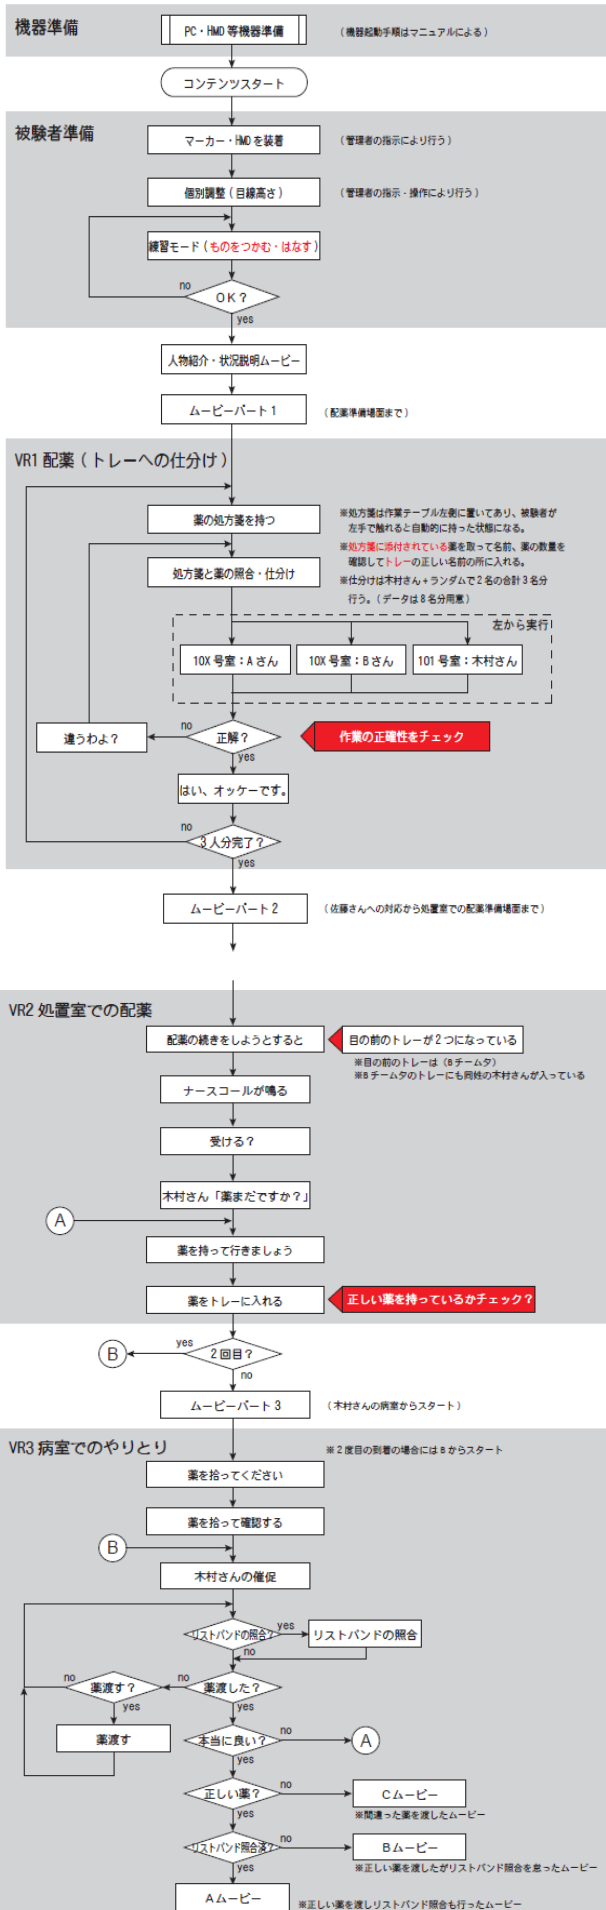 機器準備
PC・HMD 等機器準備
（機器起動手順はマニュアルによる）
コンテンツスタート
被験者準備
マーカー・HMD を装着
（管理者の指示により行う）
個別調整（目線高さ）
（管理者の指示・操作により行う）
練習モード（ものをつかむ・はなす）
no
OK？
yes
人物紹介・状況説明ムービー
ムービーパート1
（配薬準備場面まで）
VR1 配薬（トレーへの仕分け）
薬の処方箋を持つ
※処方箋は作業テーブル左側に置いてあり、被験者が
左手で触れると自動的に持った状態になる。
※処方箋に添付されている薬を取って名前、薬の数量を
確認してトレーの正しい名前の所に入れる。
処方箋と薬の照合・仕分け
※仕分けは木村さん＋ランダムで2名の合計3名分
行う。（データは8名分用意）
左から実行
10X 号室：A さん
10X 号室：B さん
101 号室：木村さん
no
違うわよ？
正解？
作業の正確性をチェック
yes
はい、オッケーです。
no
3人分完了？
yes
ムービーパート2
（佐藤さんへの対応から処置室での配薬準備場面まで）
VR2 処置室での配薬
配薬の続きをしようとすると
目の前のトレーが2つになっている
※目の前のトレーは（Bチーム夕）
※Bチーム夕のトレーにも同姓の木村さんが入っている
ナースコールが鳴る
受ける？
木村さん「薬まだですか？」
A
薬を持って行きましょう
薬をトレーに入れる
正しい薬を持っているかチェック？
yes
B
2回目？
no
ムービーパート3
（木村さんの病室からスタート）
VR3 病室でのやりとり
※2度目の到着の場合にはBからスタート
薬を拾ってください
薬を拾って確認する
B
木村さんの催促
リストバンドの照合？
yes
リストバンドの照合
no
no
薬渡す？
no
薬渡した？
yes
yes
薬渡す
本当に良い？
no
A
yes
正しい薬？
no
Cムービー
※間違った薬を渡したムービー
yes
リストバンド照合済？
no
Bムービー
※正しい薬を渡したがリストバンド照合を怠ったムービー
yes
Aムービー
※正しい薬を渡しリストバンド照合も行ったムービー